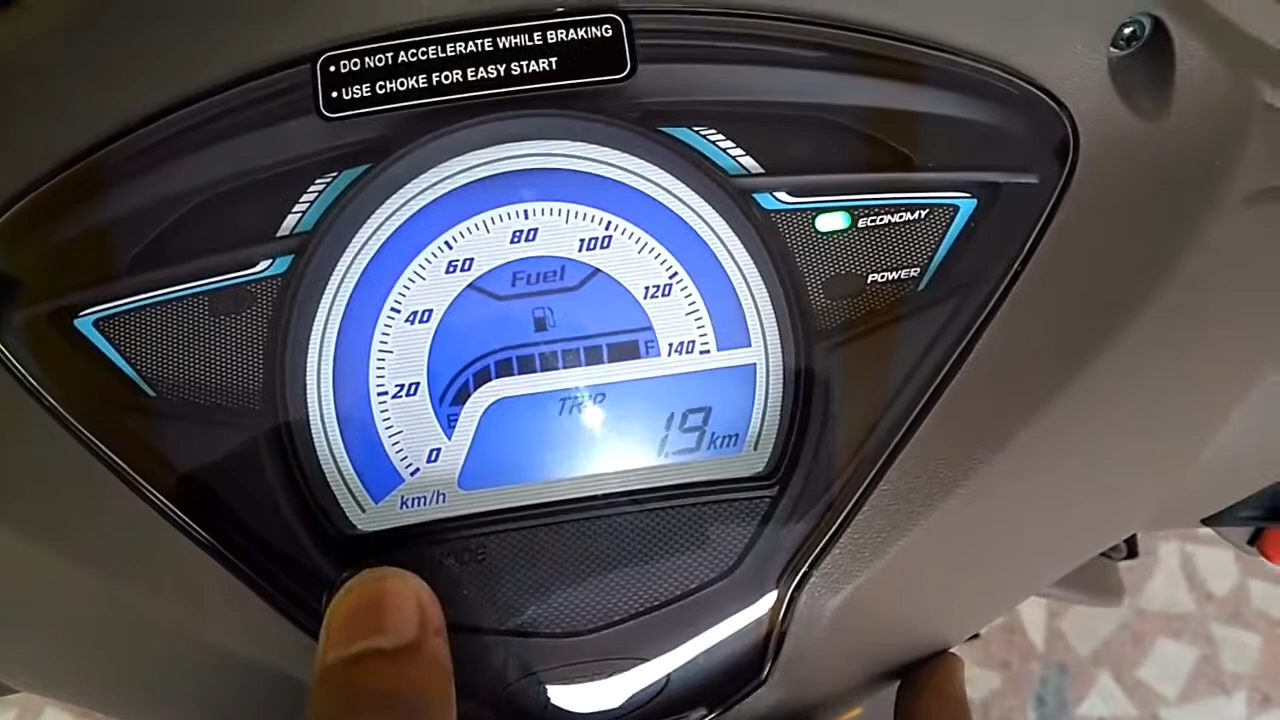 • DO NOT ACCELERATE WHILE BRAKING
• USE CHOKE FOR EASY START
ECONOMY
POWER
0
20
40
60
80
100
120
140
km/h
Fuel
E
F
TRIP
1.9 km